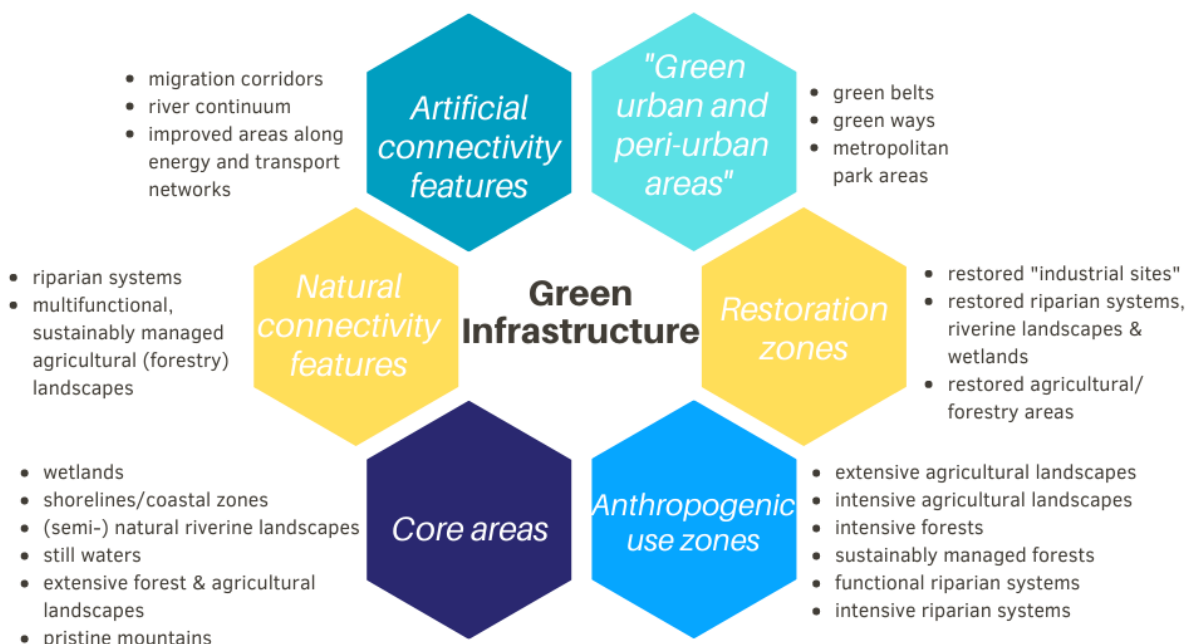 • migration corridors
• river continuum
• improved areas along
energy and transport
networks
Artificial
connectivity
features
"Green
urban and
peri-urban
areas"
• green belts
• green ways
• metropolitan
park areas
• riparian systems
• multifunctional,
sustainably managed
agricultural (forestry)
landscapes
Natural
connectivity
features
Green
Infrastructure
Restoration
zones
• restored "industrial sites"
• restored riparian systems,
riverine landscapes &
wetlands
• restored agricultural/
forestry areas
• wetlands
• shorelines/coastal zones
• (semi-) natural riverine landscapes
• still waters
• extensive forest & agricultural
landscapes
• pristine mountains
Core areas
Anthropogenic
use zones
• extensive agricultural landscapes
• intensive agricultural landscapes
• intensive forests
• sustainably managed forests
• functional riparian systems
• intensive riparian systems